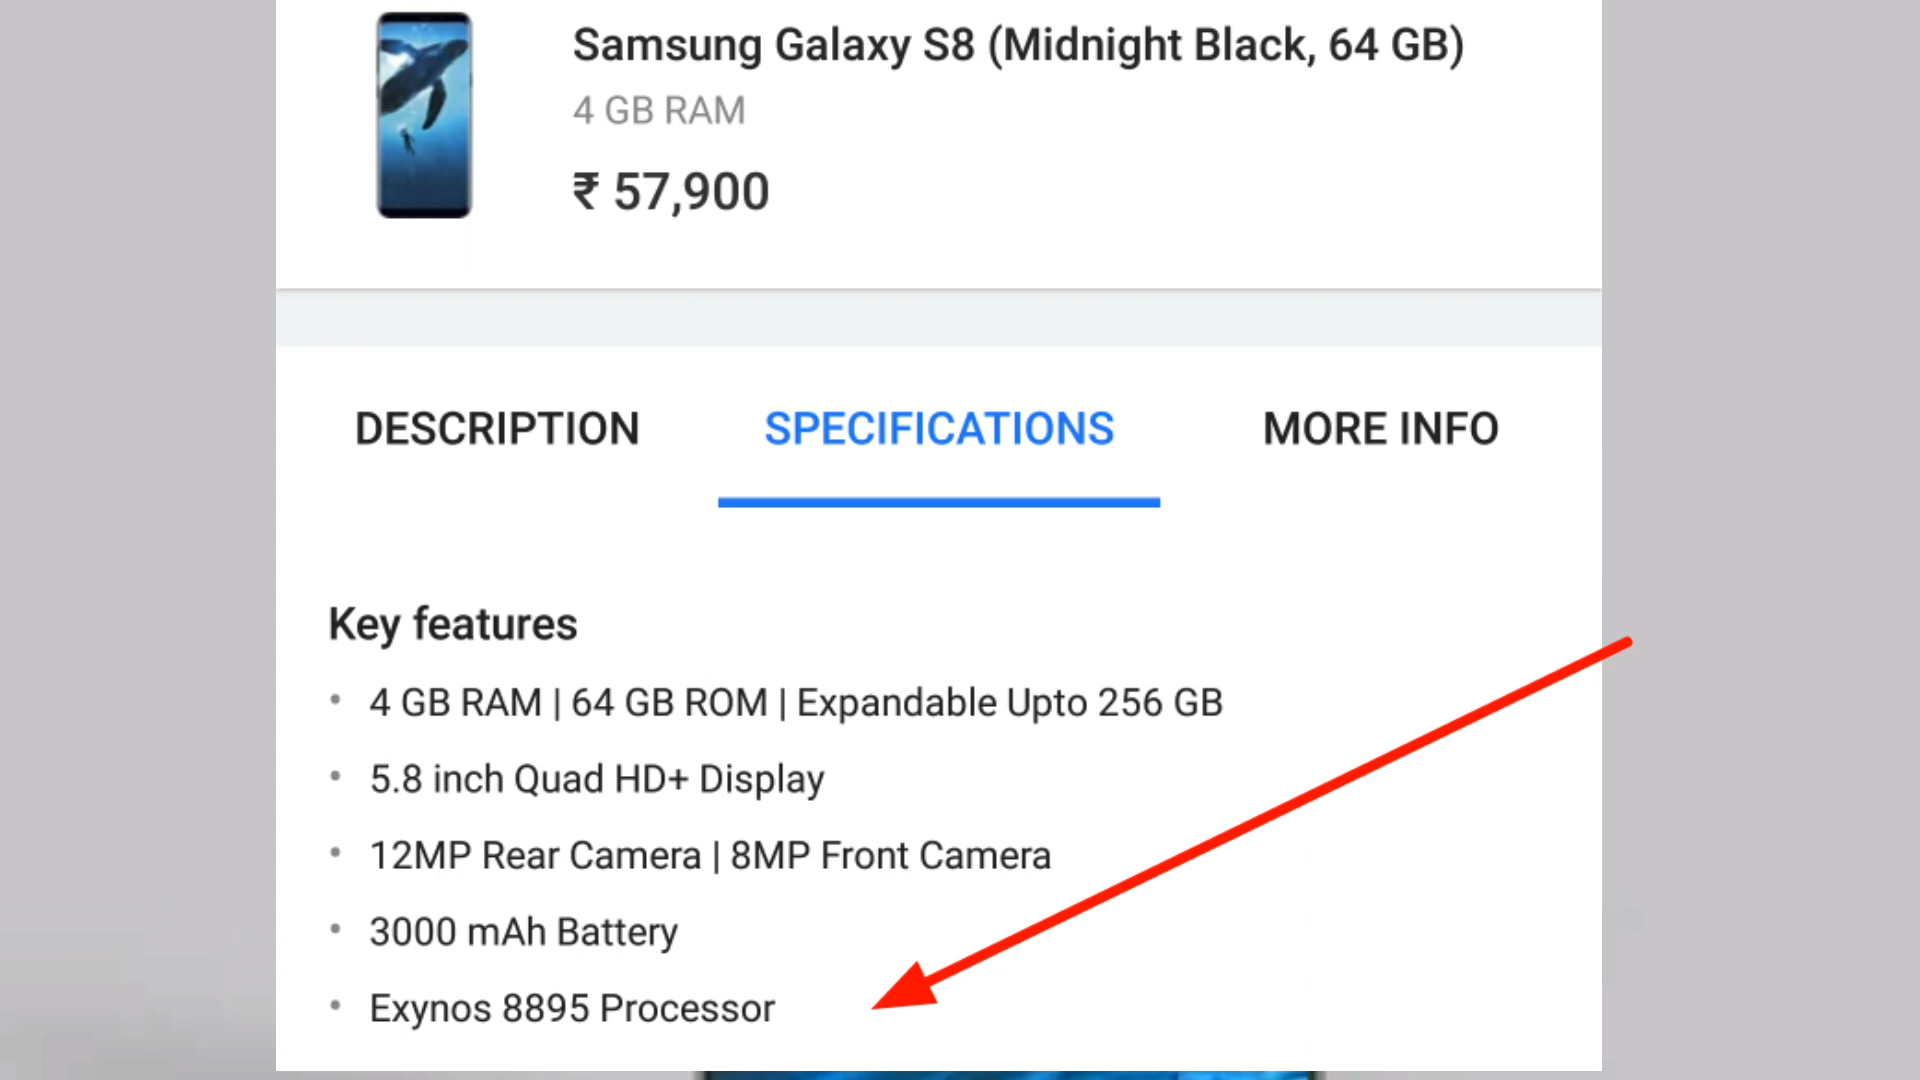 Samsung Galaxy S8 (Midnight Black, 64 GB)
4 GB RAM
₹ 57,900
DESCRIPTION
SPECIFICATIONS
MORE INFO
Key features
• 4 GB RAM | 64 GB ROM | Expandable Upto 256 GB
• 5.8 inch Quad HD+ Display
• 12MP Rear Camera | 8MP Front Camera
• 3000 mAh Battery
• Exynos 8895 Processor